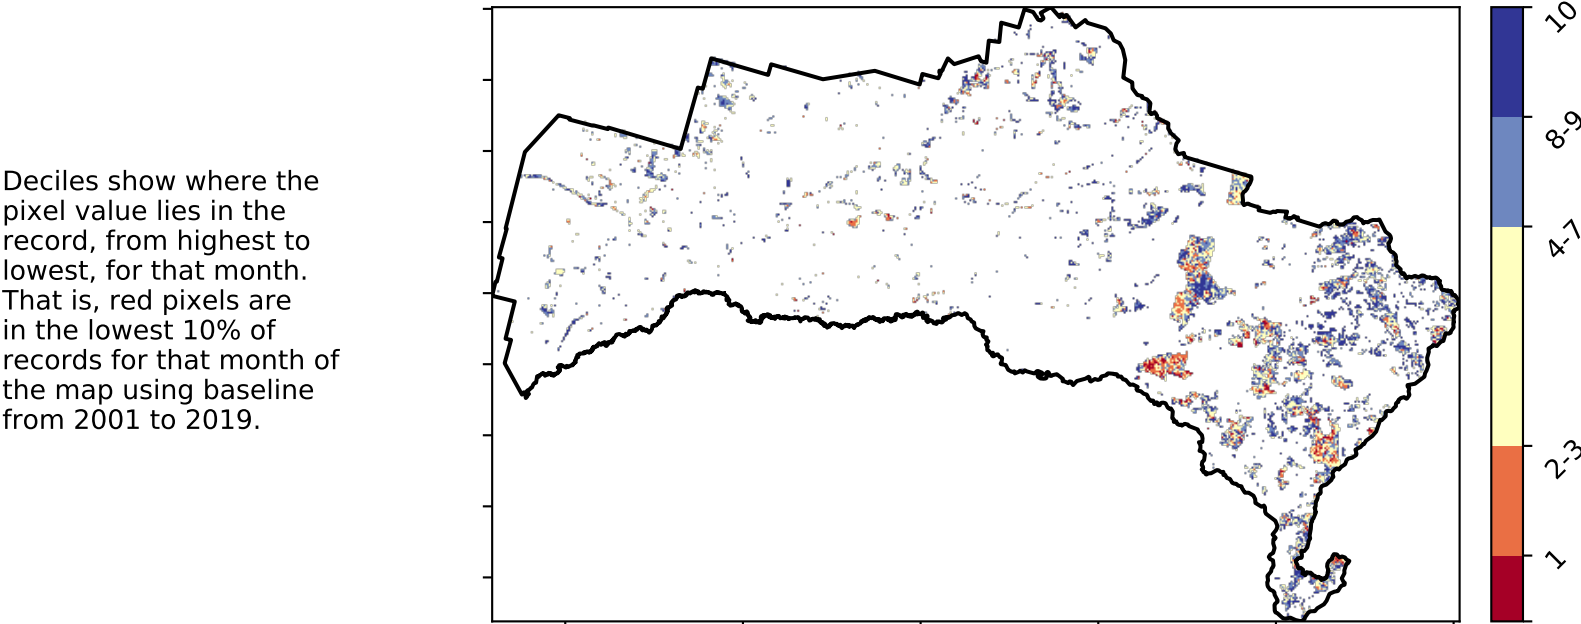 Deciles show where the
pixel value lies in the
record, from highest to
lowest, for that month.
That is, red pixels are
in the lowest 10% of
records for that month of
the map using baseline
from 2001 to 2019.
10
8-9
4-7
2-3
1